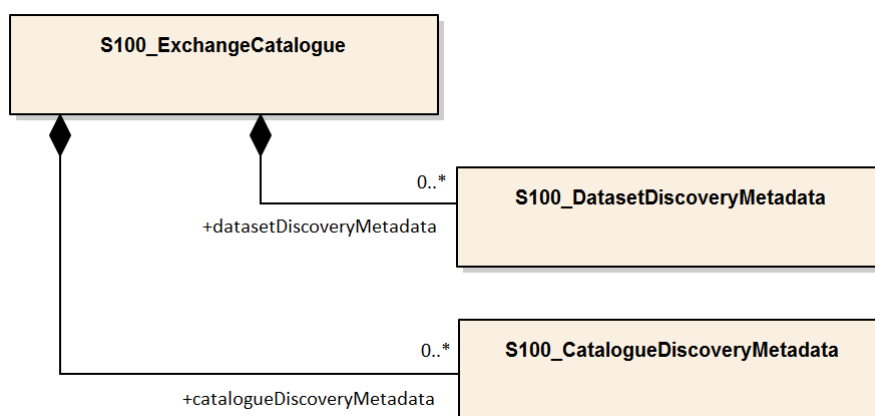 S100_ExchangeCatalogue
0..*
S100_DatasetDiscoveryMetadata
+datasetDiscoveryMetadata
0..*
S100_CatalogueDiscoveryMetadata
+catalogueDiscoveryMetadata